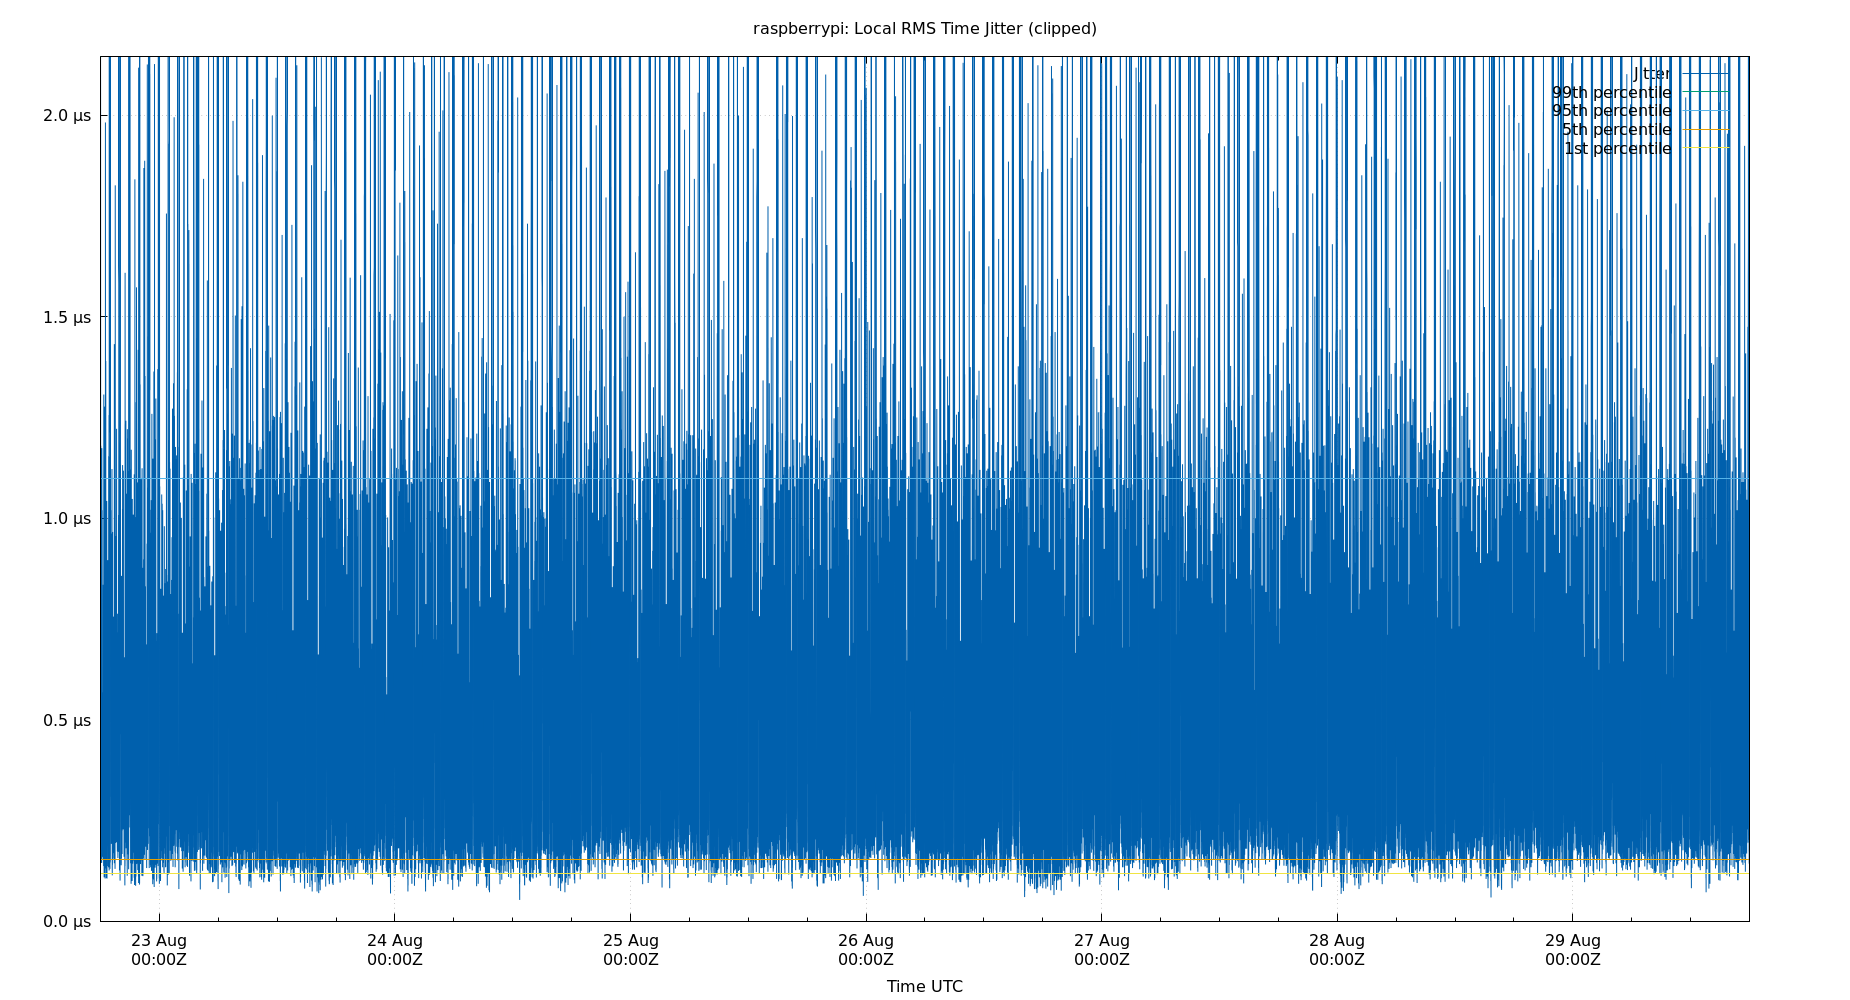 raspberrypi: Local RMS Time Jitter (clipped)
Jitter
99th percentile
95th percentile
5th percentile
1st percentile
2.0 µs
1.5 µs
1.0 µs
0.5 µs
0.0 µs
23 Aug 24 Aug 25 Aug 26 Aug 27 Aug 28 Aug 29 Aug
00:00Z 00:00Z 00:00Z 00:00Z 00:00Z 00:00Z 00:00Z
Time UTC